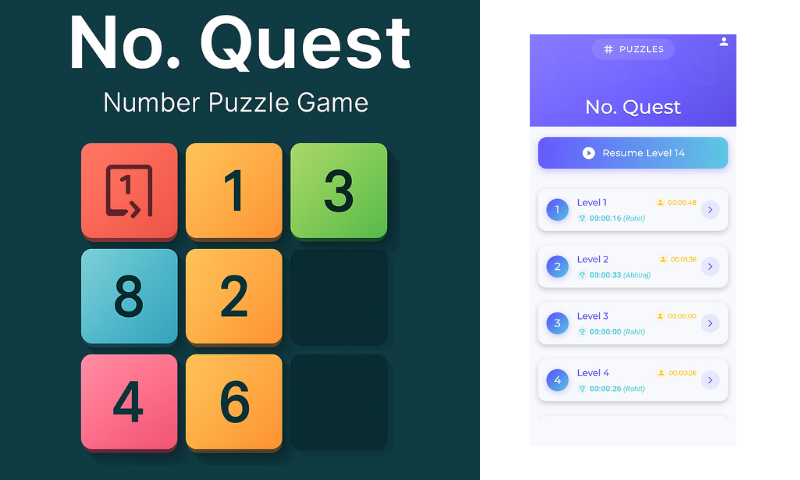 No. Quest
Number Puzzle Game
1
1
3
8
2
4
6
# PUZZLES
No. Quest
Resume Level 14
1
Level 1
00:00:48
00:00:16 (Rohit)
2
Level 2
00:01:36
00:00:33 (Abhinij)
3
Level 3
00:00:00
00:00:00 (Rohit)
4
Level 4
00:00:26
00:00:26 (Rohit)